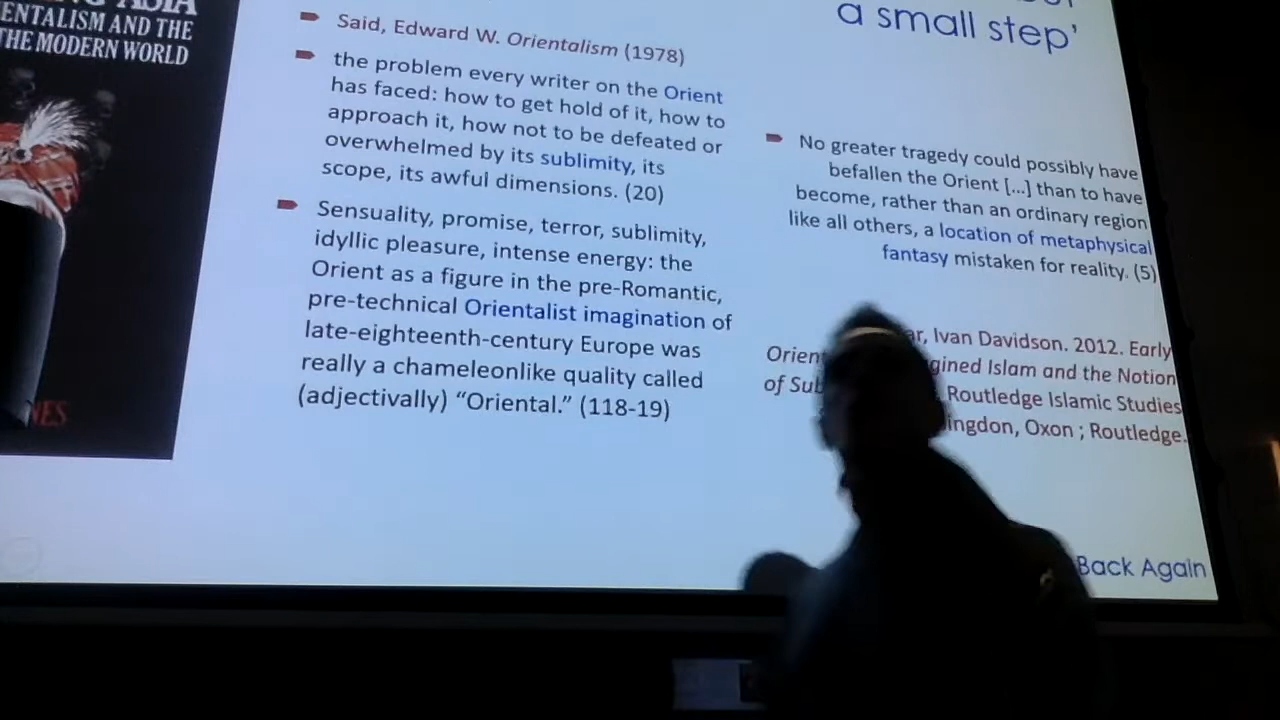 ENTALISM AND THE
THE MODERN WORLD
NES
Said, Edward W. Orientalism (1978)
the problem every writer on the Orient
has faced: how to get hold of it, how to
approach it, how not to be defeated or
overwhelmed by its sublimity, its
scope, its awful dimensions. (20)
Sensuality, promise, terror, sublimity,
idyllic pleasure, intense energy: the
Orient as a figure in the pre-Romantic,
pre-technical Orientalist imagination of
late-eighteenth-century Europe was
really a chameleonlike quality called
(adjectivally) “Oriental.” (118-19)
a small step’
No greater tragedy could possibly have
befallen the Orient [...] than to have
become, rather than an ordinary region
like all others, a location of metaphysical
fantasy mistaken for reality. (5)
ar, Ivan Davidson. 2012. Early
Orien gined Islam and the Notion
of Sub Routledge Islamic Studies
ingdon, Oxon ; Routledge.
Back Again